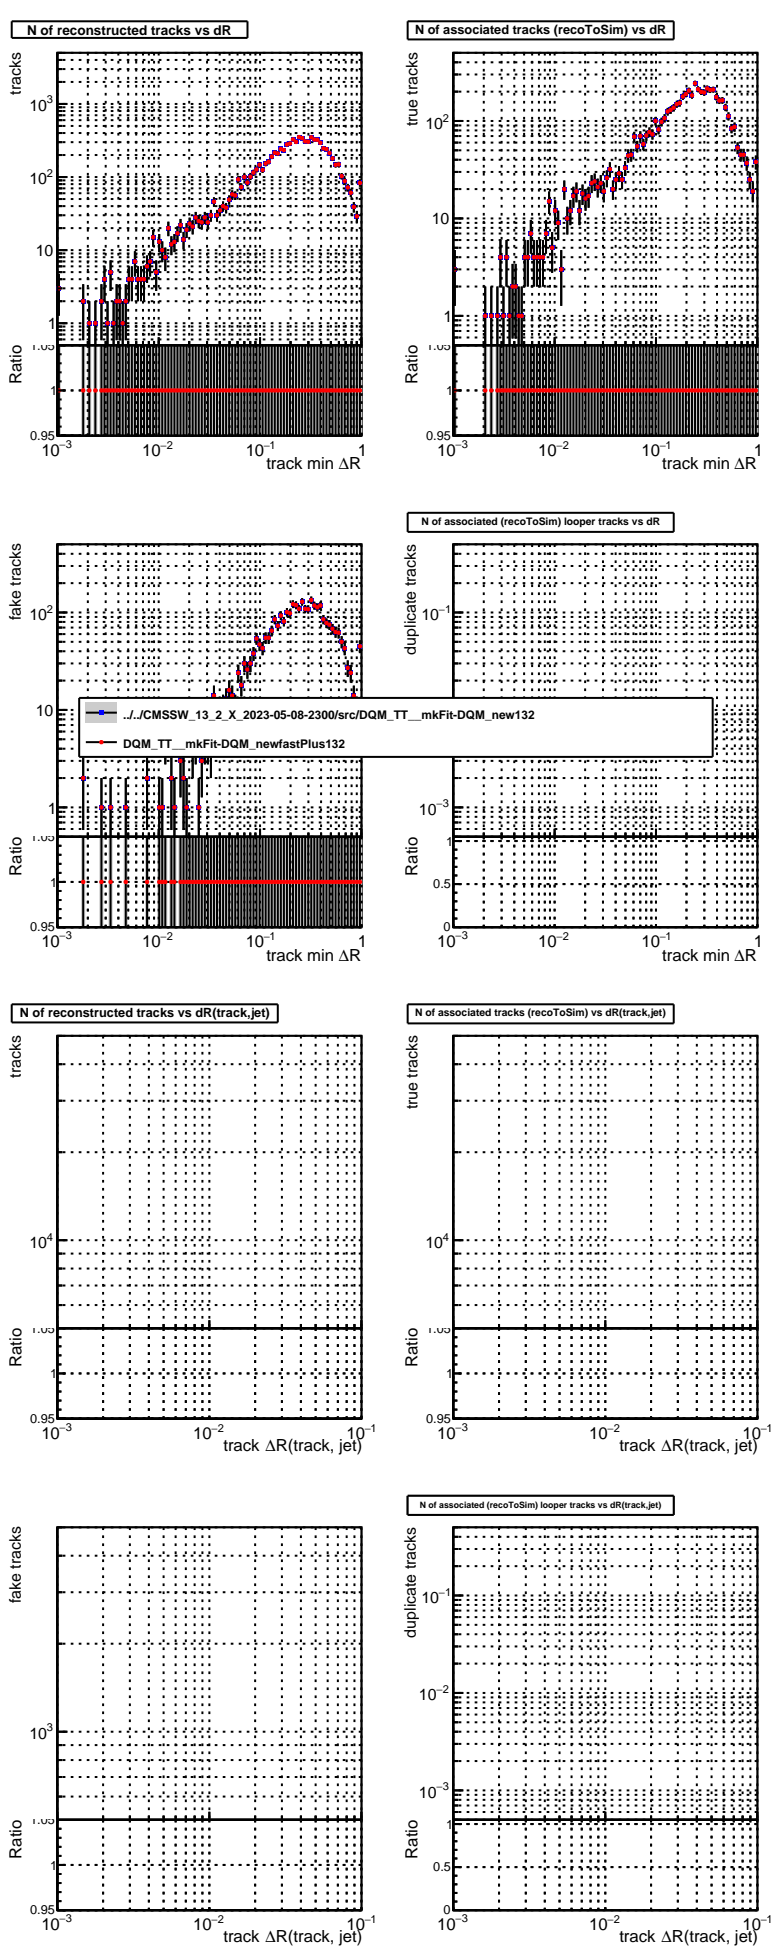 N of reconstructed tracks vs dR
tracks
10³
10²
10
1
1.05
Ratio
1
0.95
10⁻³
10⁻²
10⁻¹
1
track min ΔR
N of associated tracks (recoToSim) vs dR
true tracks
10²
10
1
1.05
Ratio
1
0.95
10⁻³
10⁻²
10⁻¹
1
track min ΔR
fake tracks
10²
10
1
1.05
Ratio
1
0.95
10⁻³
10⁻²
10⁻¹
1
track min ΔR
N of associated (recoToSim) looper tracks vs dR
duplicate tracks
10⁻¹
10⁻³
1
Ratio
0.5
0
10⁻³
10⁻²
10⁻¹
1
track min ΔR
../../CMSSW_13_2_X_2023-05-08-2300/src/DQM_TT__mkFit-DQM_new132
DQM_TT__mkFit-DQM_newfastPlus132
N of reconstructed tracks vs dR(track,jet)
tracks
10⁴
1.05
Ratio
1
0.95
10⁻³
10⁻²
10⁻¹
track ΔR(track, jet)
N of associated tracks (recoToSim) vs dR(track,jet)
true tracks
10⁴
1.05
Ratio
1
0.95
10⁻³
10⁻²
10⁻¹
track ΔR(track, jet)
fake tracks
10³
1.05
Ratio
1
0.95
10⁻³
10⁻²
10⁻¹
track ΔR(track, jet)
N of associated (recoToSim) looper tracks vs dR(track,jet)
duplicate tracks
10⁻¹
10⁻²
10⁻³
1
Ratio
0.5
0
10⁻³
10⁻²
10⁻¹
track ΔR(track, jet)